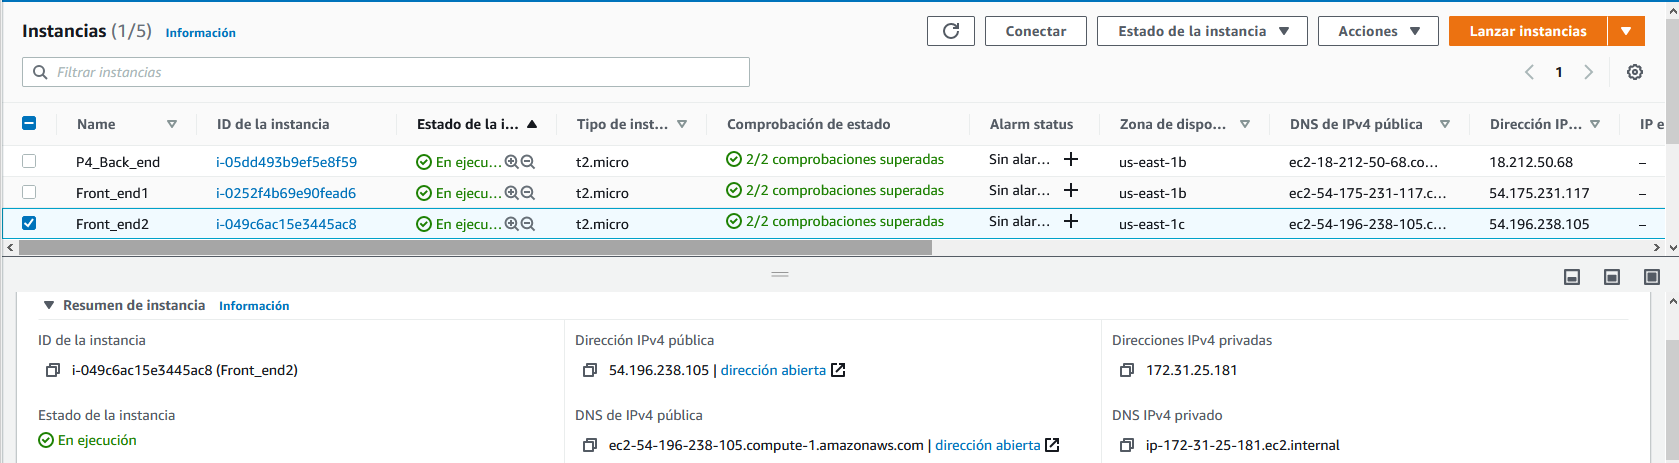 Instancias (1/5) Información Conectar Estado de la instancia Acciones Lanzar instancias
Filtrar instancias 1
Name ID de la instancia Estado de la i... Tipo de inst... Comprobación de estado Alarm status Zona de dispo... DNS de IPv4 pública Dirección IP... IP e
P4_Back_end i-05dd493b9ef5e8f59 En ejecu... t2.micro 2/2 comprobaciones superadas Sin alar... + us-east-1b ec2-18-212-50-68.co... 18.212.50.68 –
Front_end1 i-0252f4b69e90fead6 En ejecu... t2.micro 2/2 comprobaciones superadas Sin alar... + us-east-1b ec2-54-175-231-117.c... 54.175.231.117 –
Front_end2 i-049c6ac15e3445ac8 En ejecu... t2.micro 2/2 comprobaciones superadas Sin alar... + us-east-1c ec2-54-196-238-105.c... 54.196.238.105 –
Resumen de instancia Información
ID de la instancia Dirección IPv4 pública Direcciones IPv4 privadas
i-049c6ac15e3445ac8 (Front_end2) 54.196.238.105 | dirección abierta 172.31.25.181
Estado de la instancia DNS de IPv4 pública DNS IPv4 privado
En ejecución ec2-54-196-238-105.compute-1.amazonaws.com | dirección abierta ip-172-31-25-181.ec2.internal